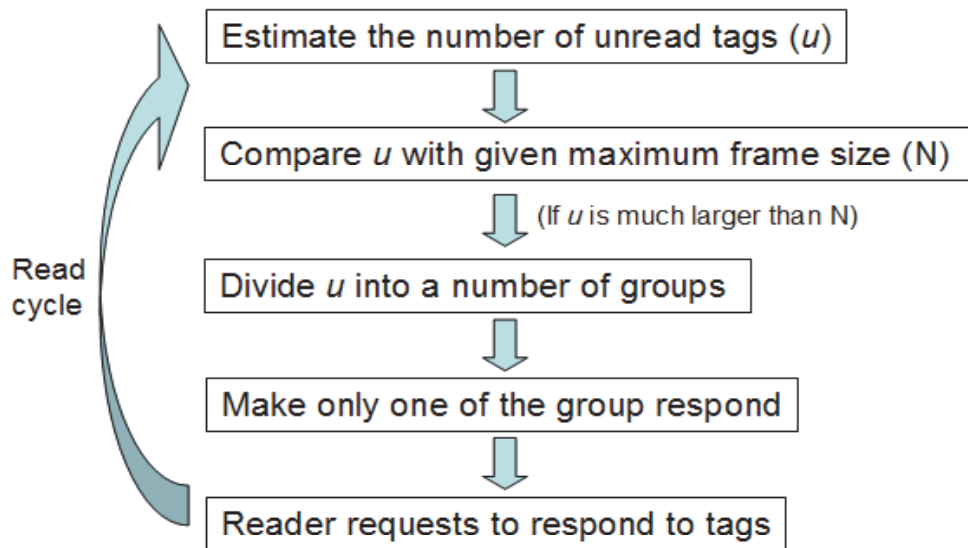 Estimate the number of unread tags (u)
Compare u with given maximum frame size (N)
(If u is much larger than N)
Divide u into a number of groups
Read
cycle
Make only one of the group respond
Reader requests to respond to tags